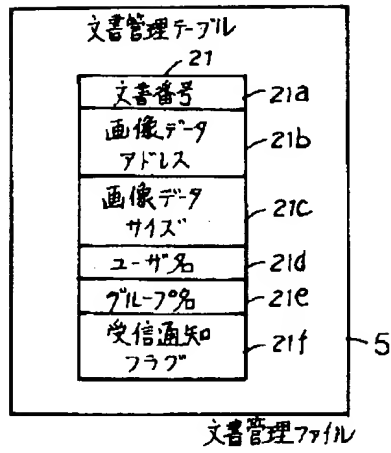 文書管理テーブル
21
文書番号 21a
画像データ
アドレス 21b
画像データ
サイズ 21c
ユーザ名 21d
グループ名 21e
受信通知
フラグ 21f
5
文書管理ファイル